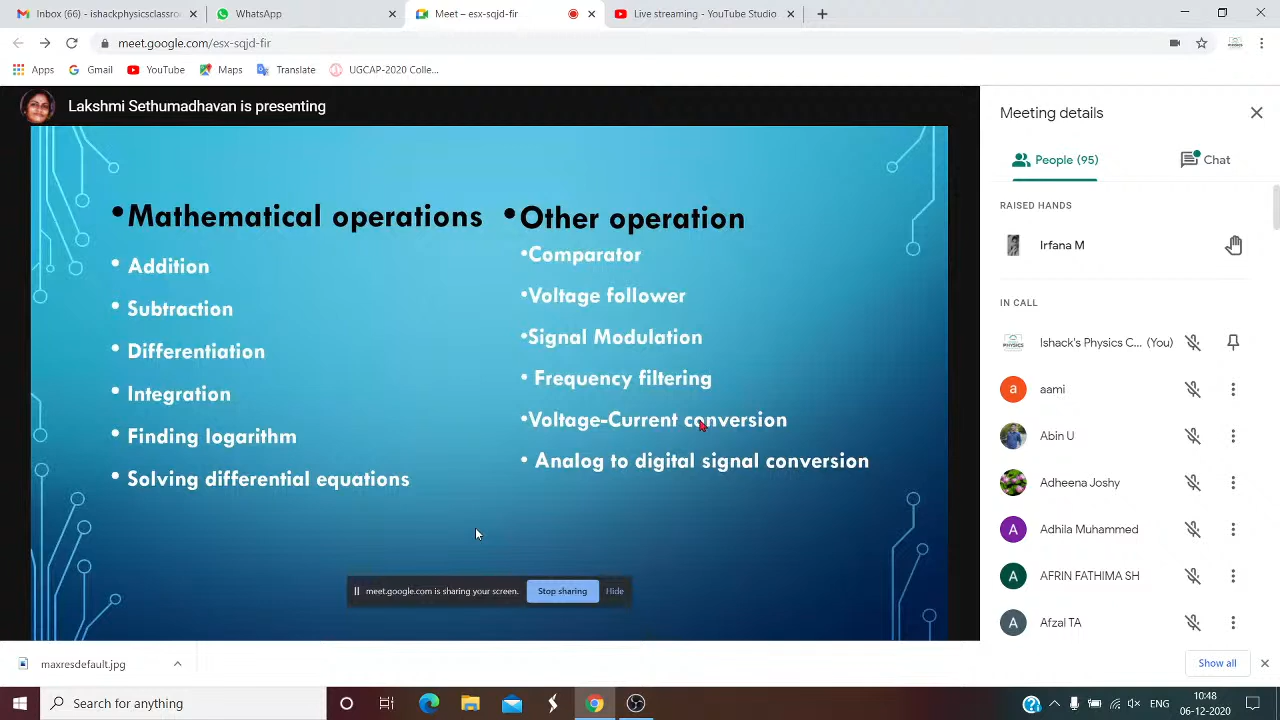 Inbox (65) - ishackphysicsclassro
WhatsApp
Meet – esx-sqjd-fir
Live streaming - YouTube Studio
meet.google.com/esx-sqjd-fir
Apps
Gmail
YouTube
Maps
Translate
UGCAP-2020 Colle...
Lakshmi Sethumadhavan is presenting
•Mathematical operations
• Addition
• Subtraction
• Differentiation
• Integration
• Finding logarithm
• Solving differential equations
•Other operation
•Comparator
•Voltage follower
•Signal Modulation
• Frequency filtering
•Voltage-Current conversion
• Analog to digital signal conversion
meet.google.com is sharing your screen.
Stop sharing
Hide
Meeting details
People (95)
Chat
RAISED HANDS
Irfana M
IN CALL
PHYSICS
Ishack's Physics C... (You)
a
aami
Abin U
Adheena Joshy
A
Adhila Muhammed
A
AFRIN FATHIMA SH
A
Afzal TA
maxresdefault.jpg
Show all
Search for anything
ENG
10:48
06-12-2020